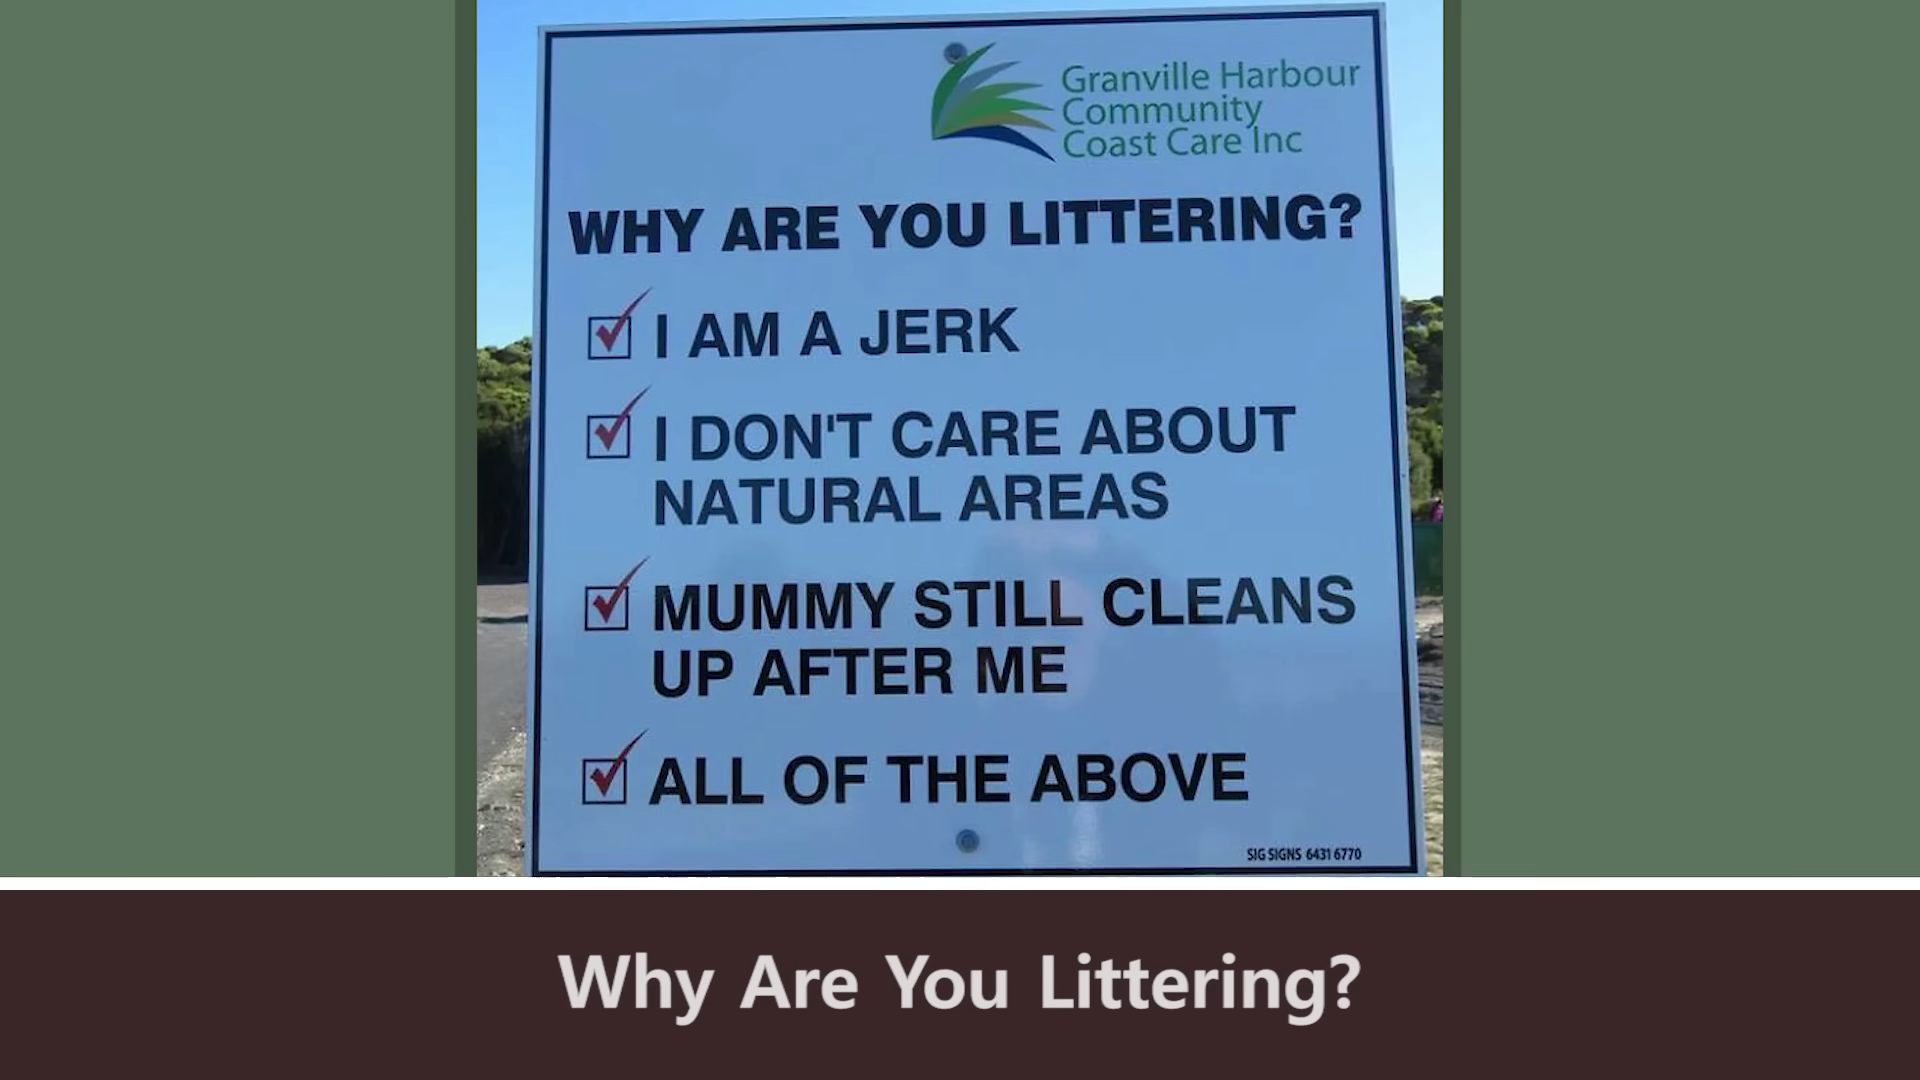 Granville Harbour
Community
Coast Care Inc
WHY ARE YOU LITTERING?
I AM A JERK
I DON'T CARE ABOUT
NATURAL AREAS
MUMMY STILL CLEANS
UP AFTER ME
ALL OF THE ABOVE
SIG SIGNS 6431 6770
Why Are You Littering?